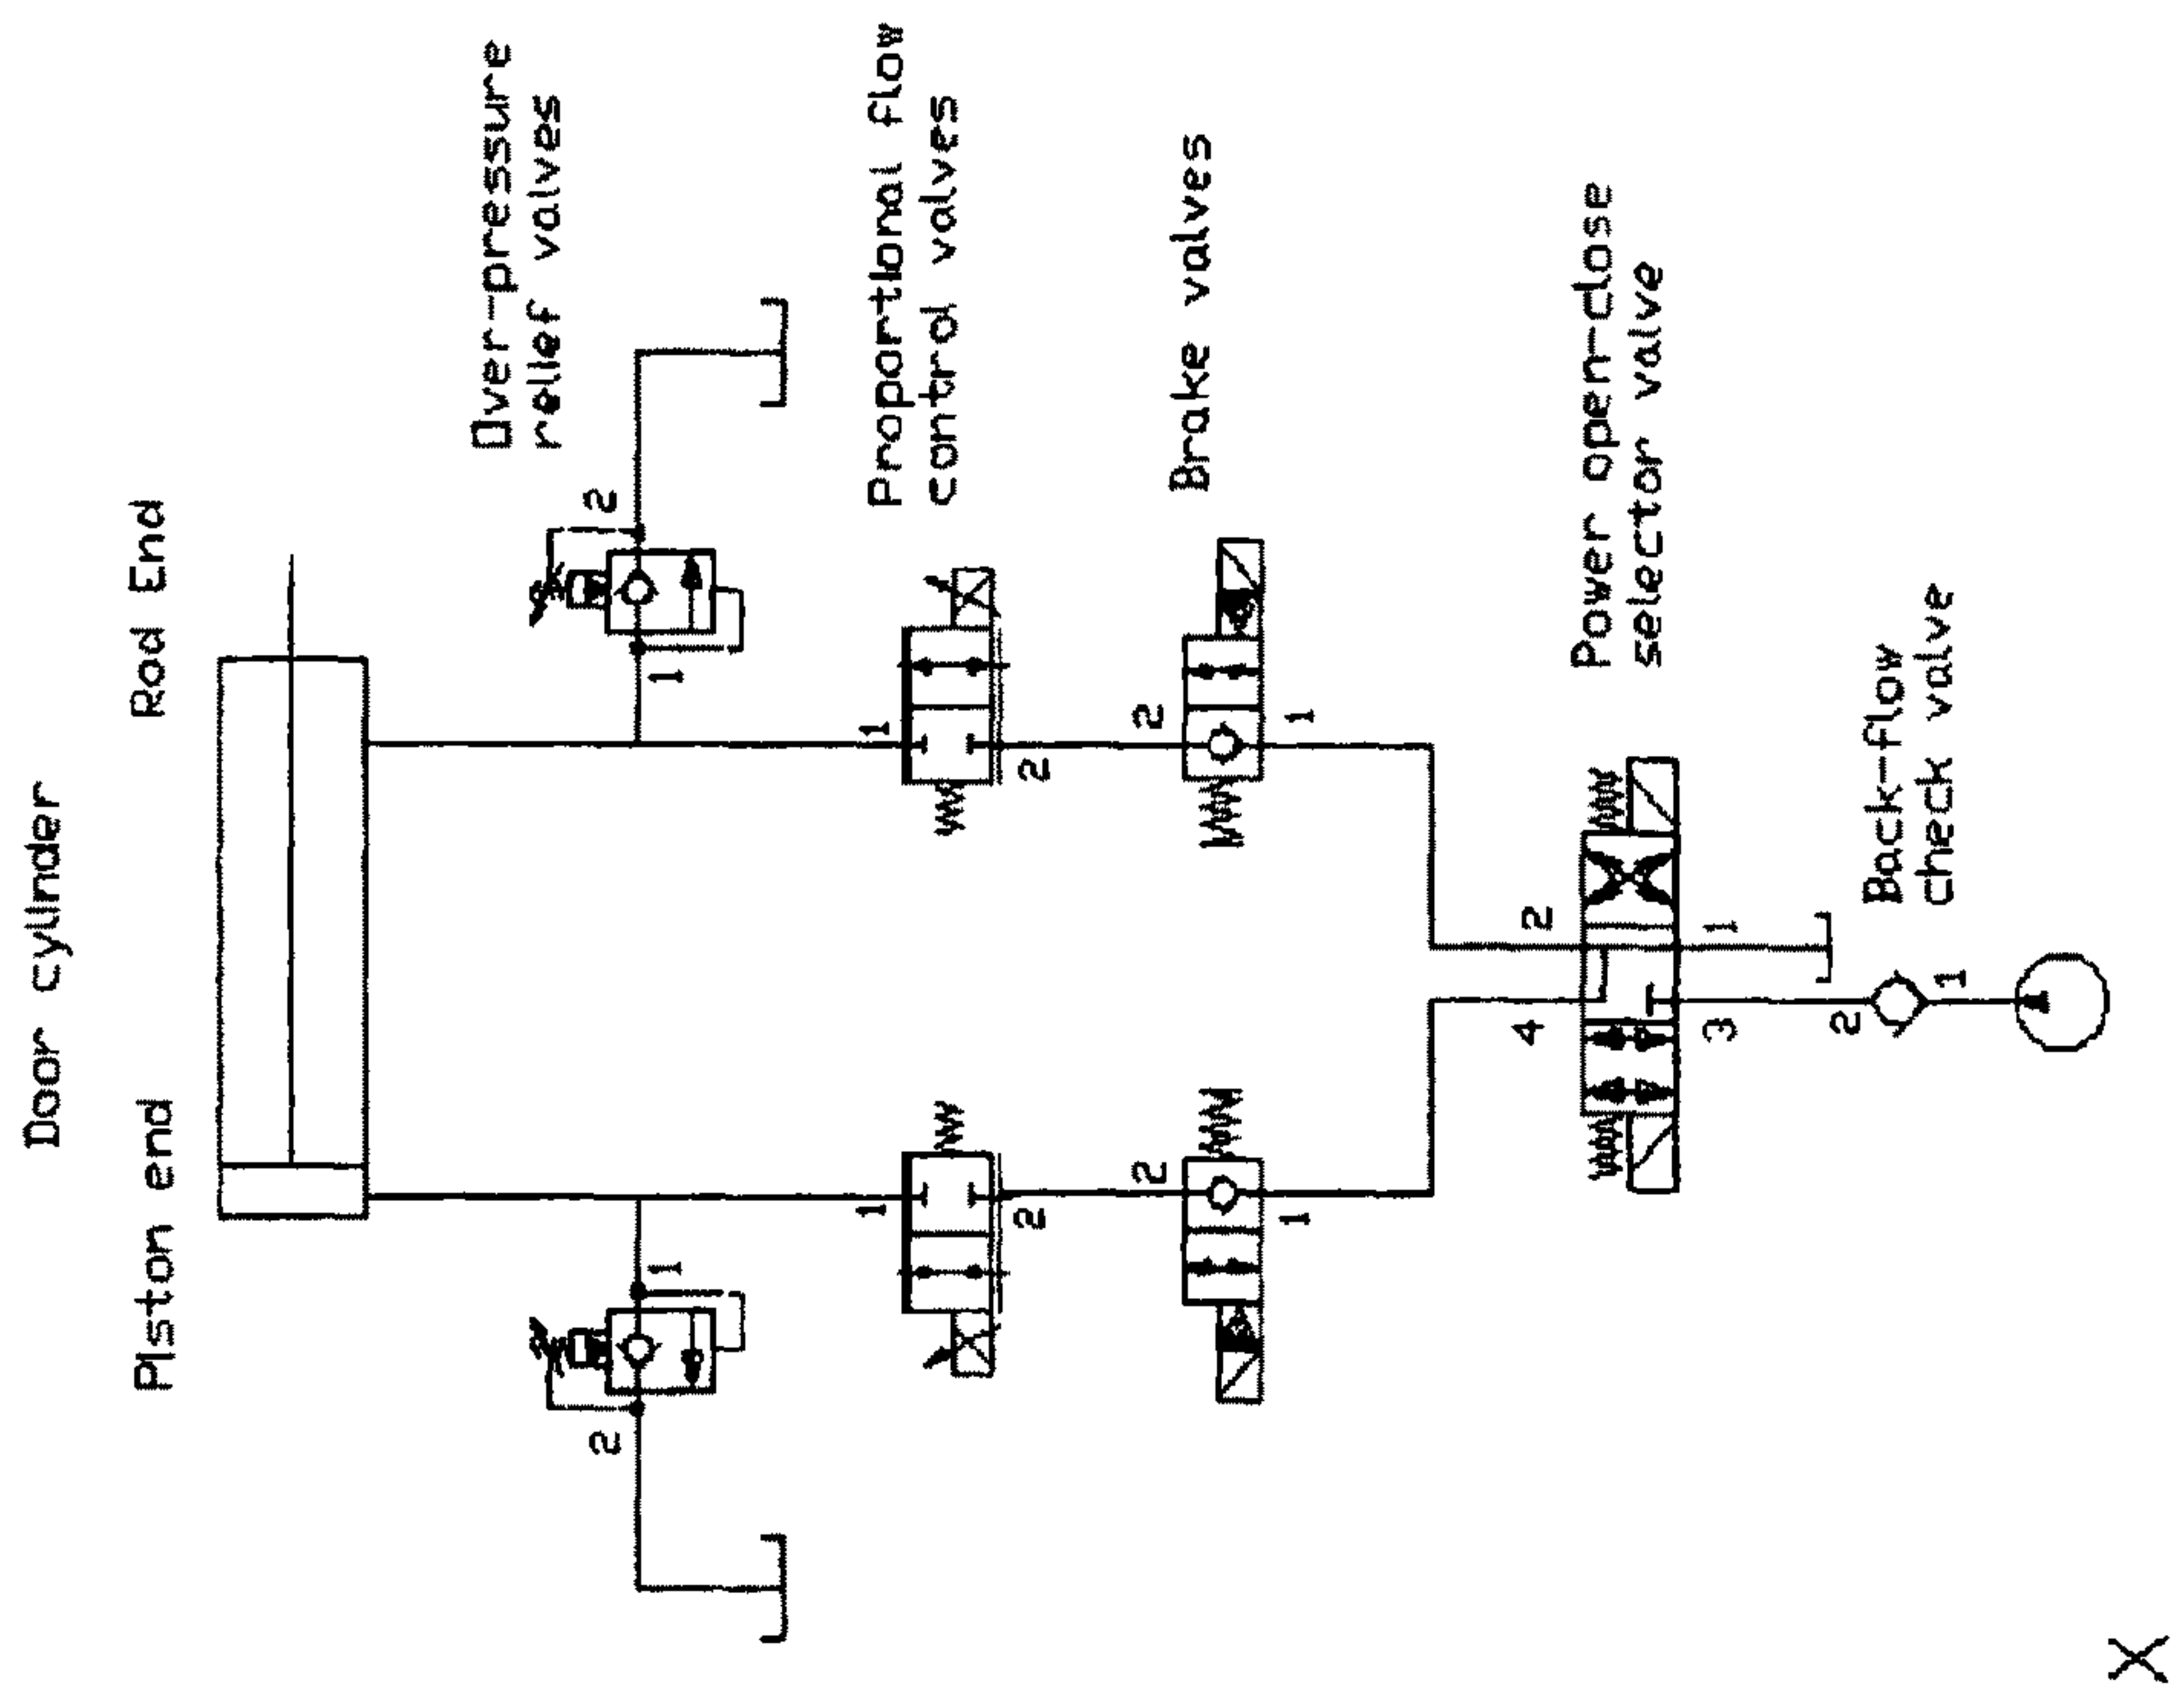 Door cylinder
Piston end
Rod End
Over-pressure
relief valves
2
1
1
2
Proportional flow
control valves
1
2
1
2
Brake valves
2
1
2
1
Power open-close
selector valve
4
2
3
1
Back-flow
check valve
2
1
X